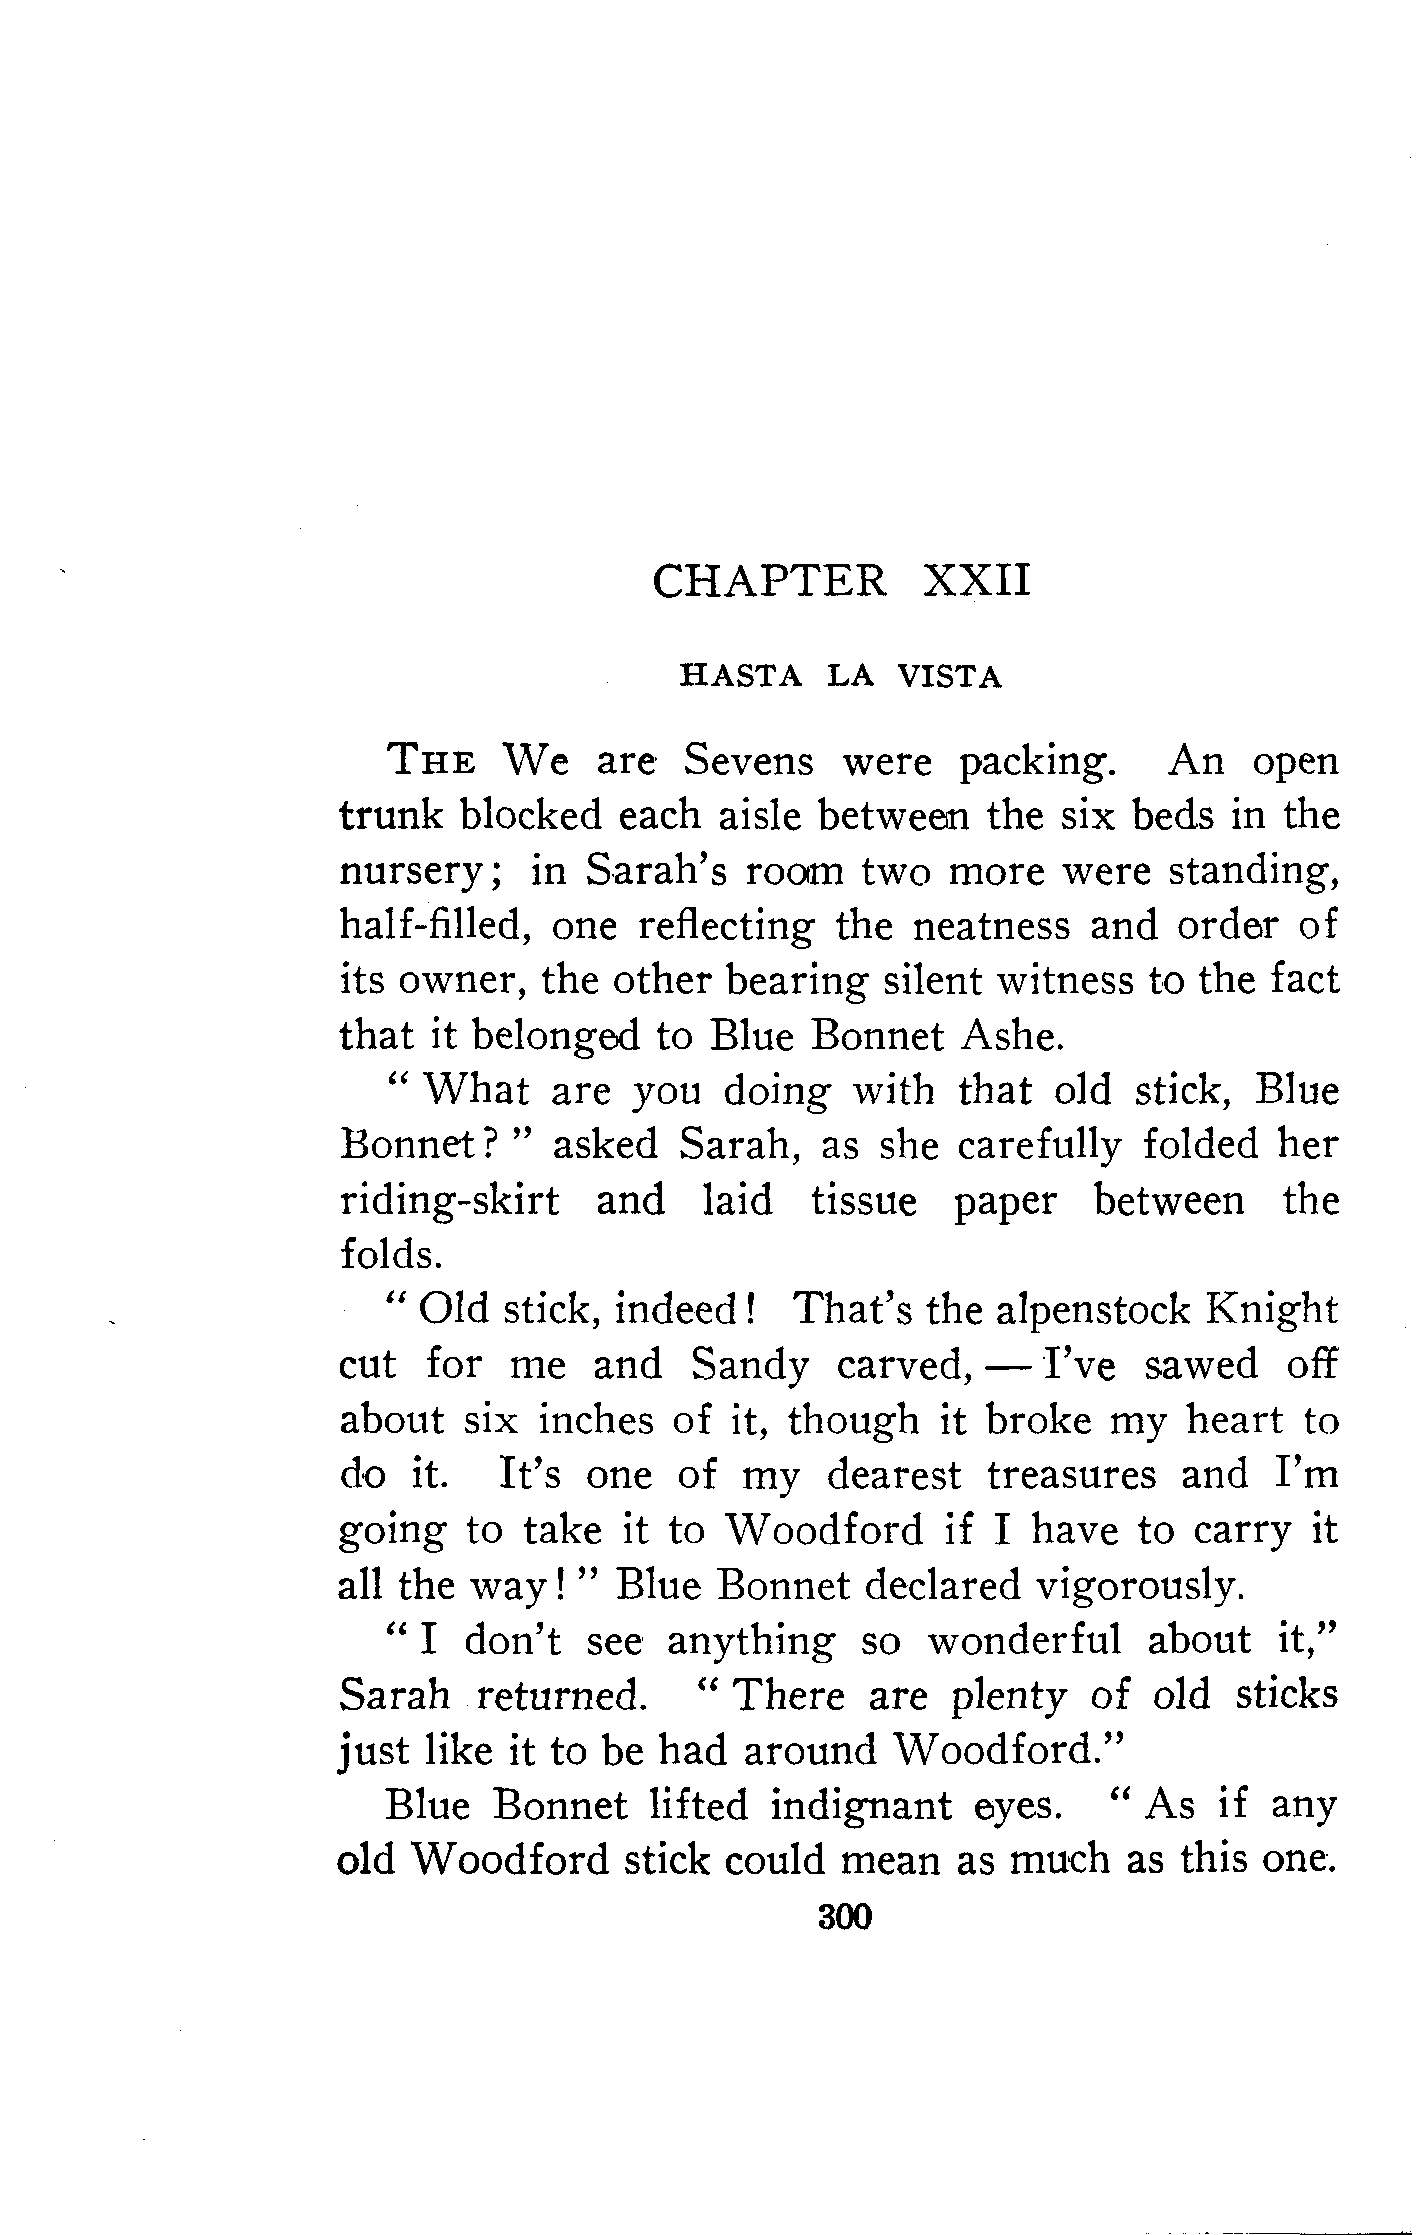 CHAPTER XXII
HASTA LA VISTA
THE We are Sevens were packing. An open
trunk blocked each aisle between the six beds in the
nursery; in Sarah's room two more were standing,
half-filled, one reflecting the neatness and order of
its owner, the other bearing silent witness to the fact
that it belonged to Blue Bonnet Ashe.
" What are you doing with that old stick, Blue
Bonnet? " asked Sarah, as she carefully folded her
riding-skirt and laid tissue paper between the
folds.
" Old stick, indeed! That's the alpenstock Knight
cut for me and Sandy carved, — I've sawed off
about six inches of it, though it broke my heart to
do it. It's one of my dearest treasures and I'm
going to take it to Woodford if I have to carry it
all the way! " Blue Bonnet declared vigorously.
" I don't see anything so wonderful about it,"
Sarah returned. " There are plenty of old sticks
just like it to be had around Woodford."
Blue Bonnet lifted indignant eyes. " As if any
old Woodford stick could mean as much as this one.
300